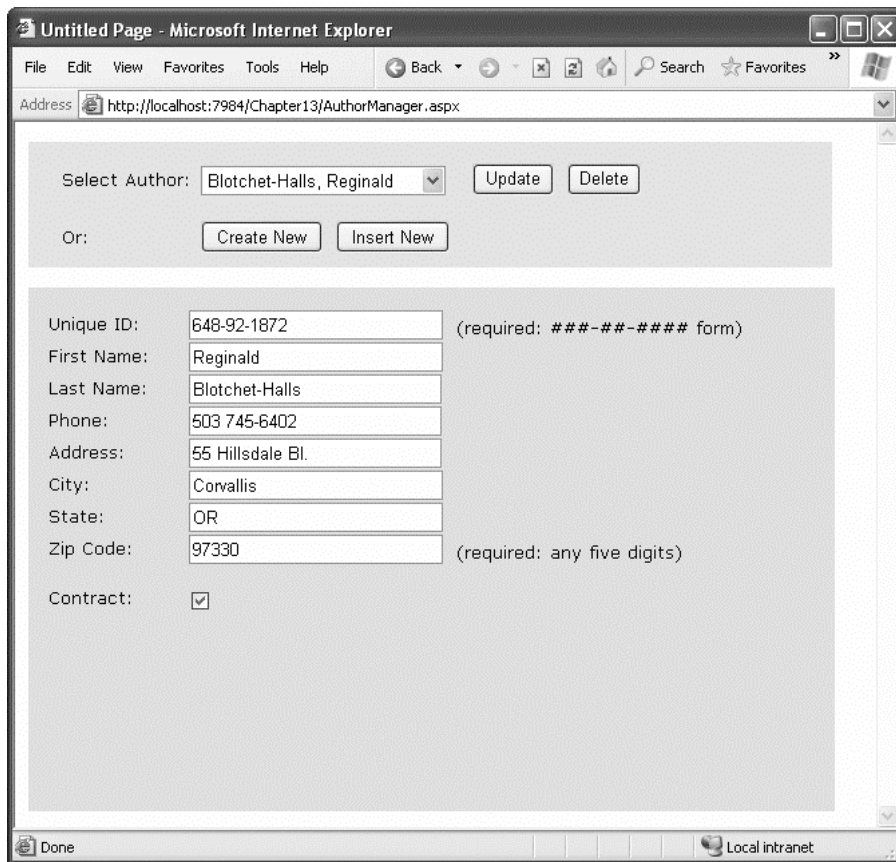 Untitled Page - Microsoft Internet Explorer
File Edit View Favorites Tools Help Back Search Favorites »
Address http://localhost:7984/Chapter13/AuthorManager.aspx
Select Author: Blotchet-Halls, Reginald Update Delete
Or: Create New Insert New
Unique ID: 648-92-1872 (required: ###-##-#### form)
First Name: Reginald
Last Name: Blotchet-Halls
Phone: 503 745-6402
Address: 55 Hillsdale Bl.
City: Corvallis
State: OR
Zip Code: 97330 (required: any five digits)
Contract:
Done Local intranet